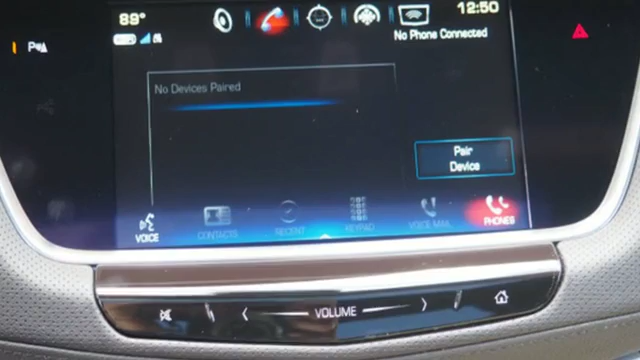 89°
12:50
No Phone Connected
No Devices Paired
Pair
Device
VOICE
CONTACTS
RECENT
KEYPAD
VOICE MAIL
PHONES
VOLUME